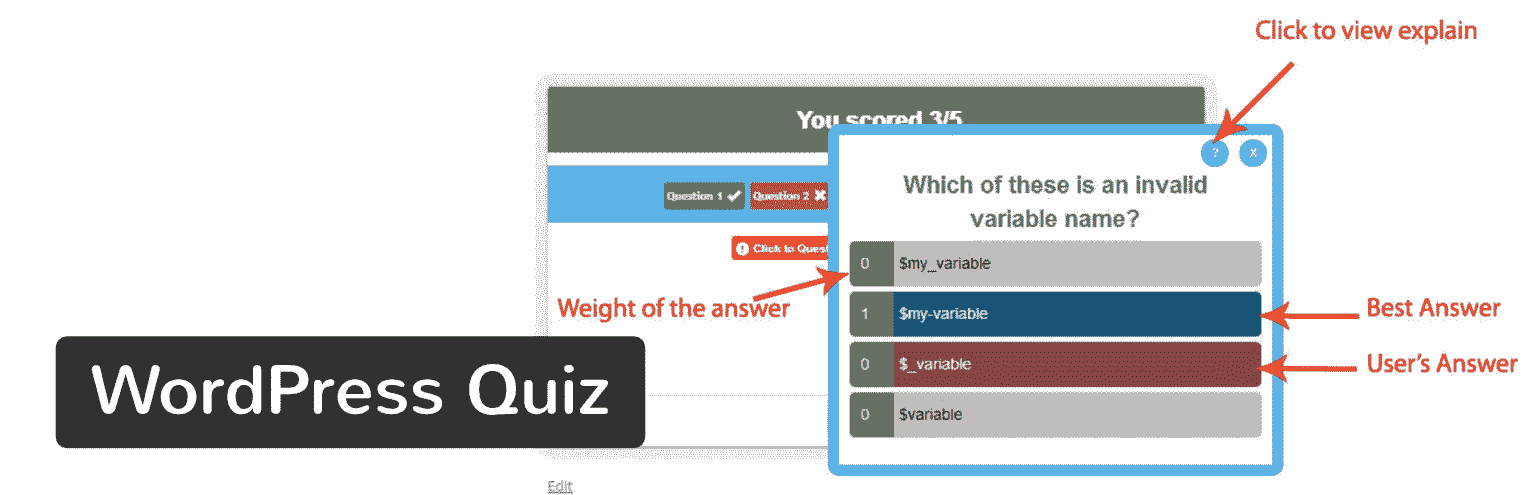 Click to view explain
You scored 3/5
? X
Which of these is an invalid
variable name?
Question 1
Question 2
Click to Quest
0 $my_variable
1 $my-variable
0 $_variable
0 $variable
Weight of the answer
Best Answer
User's Answer
WordPress Quiz
Edit